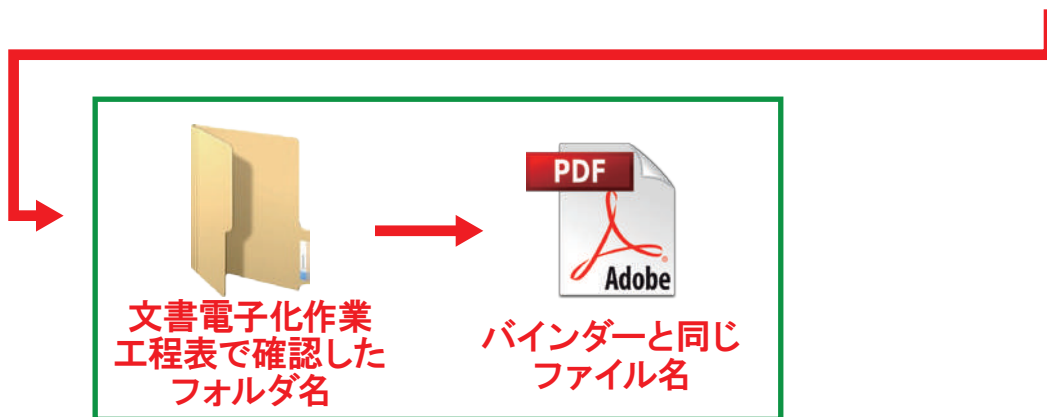 PDF
Adobe
文書電子化作業
工程表で確認した
フォルダ名
バインダーと同じ
ファイル名